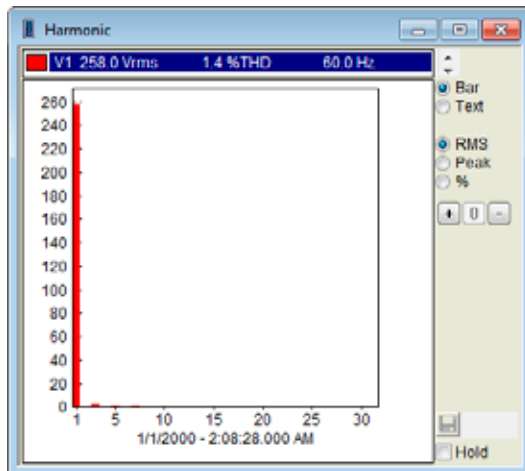 Harmonic
V1 258.0 Vrms 1.4 %THD 60.0 Hz
Bar
Text
RMS
Peak
%
+ 0 -
260
240
220
200
180
160
140
120
100
80
60
40
20
0
1 5 10 15 20 25 30
1/1/2000 - 2:08:28.000 AM
Hold